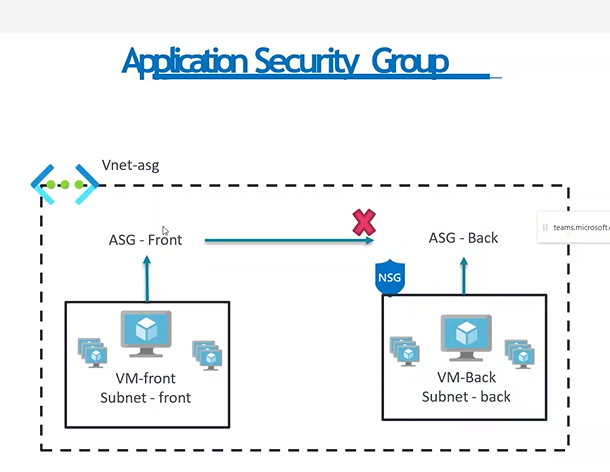 Application Security Group
Vnet-asg
ASG - Front
ASG - Back
teams.microsoft.
NSG
VM-front
Subnet - front
VM-Back
Subnet - back